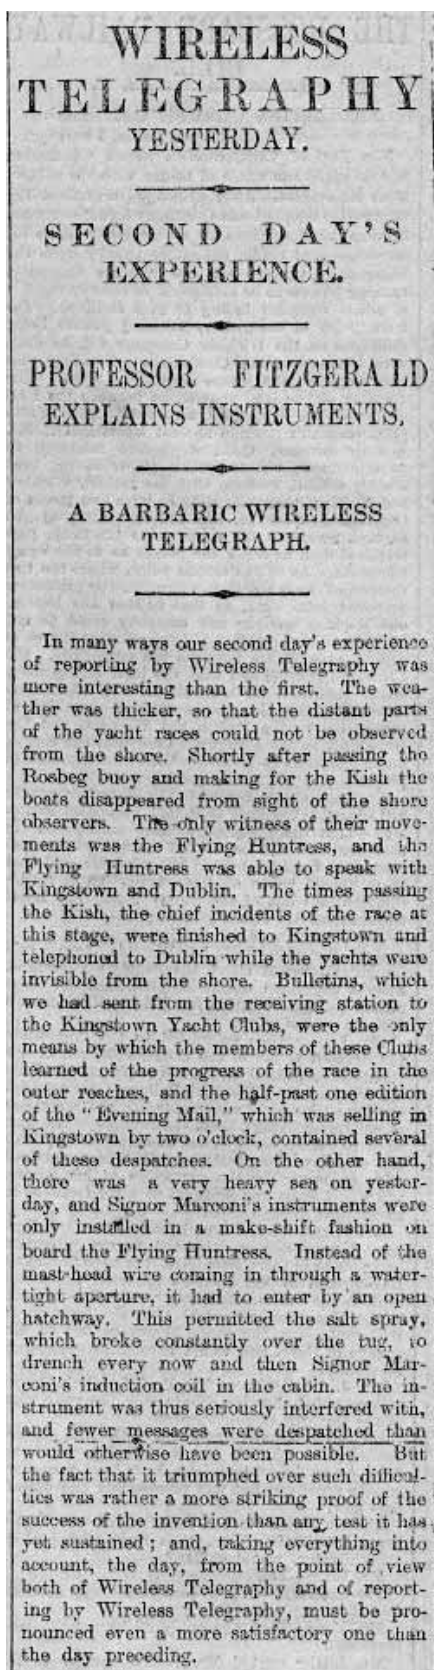 WIRELESS
TELEGRAPHY
YESTERDAY.
SECOND DAY'S
EXPERIENCE.
PROFESSOR FITZGERALD
EXPLAINS INSTRUMENTS.
A BARBARIC WIRELESS
TELEGRAPH.
In many ways our second day's experience
of reporting by Wireless Telegraphy was
more interesting than the first. The wea-
ther was thicker, so that the distant parts
of the yacht races could not be observed
from the shore. Shortly after passing the
Rosbeg buoy and making for the Kish the
boats disappeared from sight of the shore
observers. The only witness of their move-
ments was the Flying Huntress, and the
Flying Huntress was able to speak with
Kingstown and Dublin. The times passing
the Kish, the chief incidents of the race at
this stage, were finished to Kingstown and
telephoned to Dublin while the yachts were
invisible from the shore. Bulletins, which
we had sent from the receiving station to
the Kingstown Yacht Clubs, were the only
means by which the members of these Clubs
learned of the progress of the race in the
outer reaches, and the half-past one edition
of the "Evening Mail," which was selling in
Kingstown by two o'clock, contained several
of these despatches. On the other hand,
there was a very heavy sea on yester-
day, and Signor Marconi's instruments were
only installed in a make-shift fashion on
board the Flying Huntress. Instead of the
mast-head wire coming in through a water-
tight aperture, it had to enter by an open
hatchway. This permitted the salt spray,
which broke constantly over the tug, to
drench every now and then Signor Mar-
coni's induction coil in the cabin. The in-
strument was thus seriously interfered with,
and fewer messages were despatched than
would otherwise have been possible. But
the fact that it triumphed over such difficul-
ties was rather a more striking proof of the
success of the invention than any test it has
yet sustained; and, taking everything into
account, the day, from the point of view
both of Wireless Telegraphy and of report-
ing by Wireless Telegraphy, must be pro-
nounced even a more satisfactory one than
the day preceding.